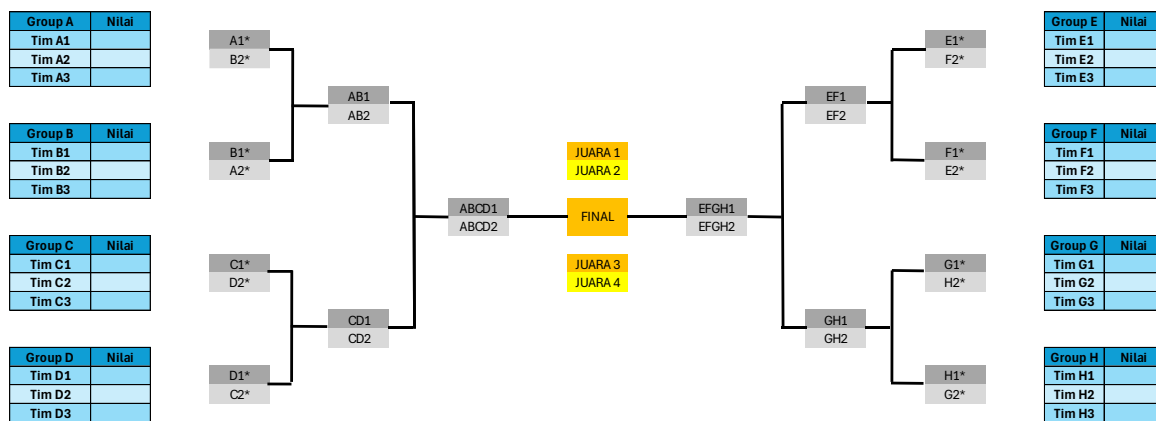 Group A Nilai
Tim A1
Tim A2
Tim A3
Group B Nilai
Tim B1
Tim B2
Tim B3
Group C Nilai
Tim C1
Tim C2
Tim C3
Group D Nilai
Tim D1
Tim D2
Tim D3
A1*
B2*
B1*
A2*
C1*
D2*
D1*
C2*
AB1
AB2
CD1
CD2
ABCD1
ABCD2
JUARA 1
JUARA 2
FINAL
JUARA 3
JUARA 4
EFGH1
EFGH2
EF1
EF2
GH1
GH2
E1*
F2*
F1*
E2*
G1*
H2*
H1*
G2*
Group E Nilai
Tim E1
Tim E2
Tim E3
Group F Nilai
Tim F1
Tim F2
Tim F3
Group G Nilai
Tim G1
Tim G2
Tim G3
Group H Nilai
Tim H1
Tim H2
Tim H3